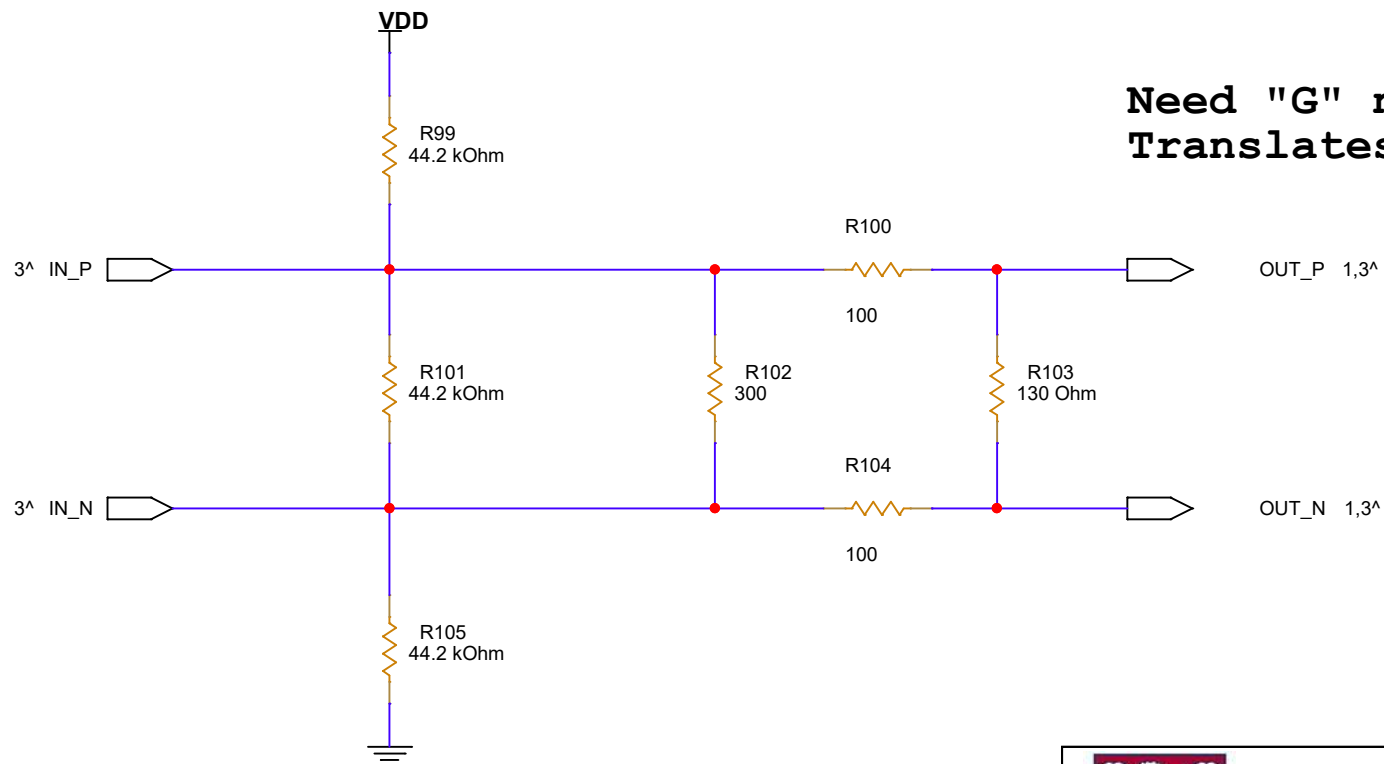 VDD
Need "G"
Translates
R99
44.2 kOhm
R100
3^ IN_P
OUT_P 1,3^
100
R101
44.2 kOhm
R102
300
R103
130 Ohm
R104
3^ IN_N
OUT_N 1,3^
100
R105
44.2 kOhm